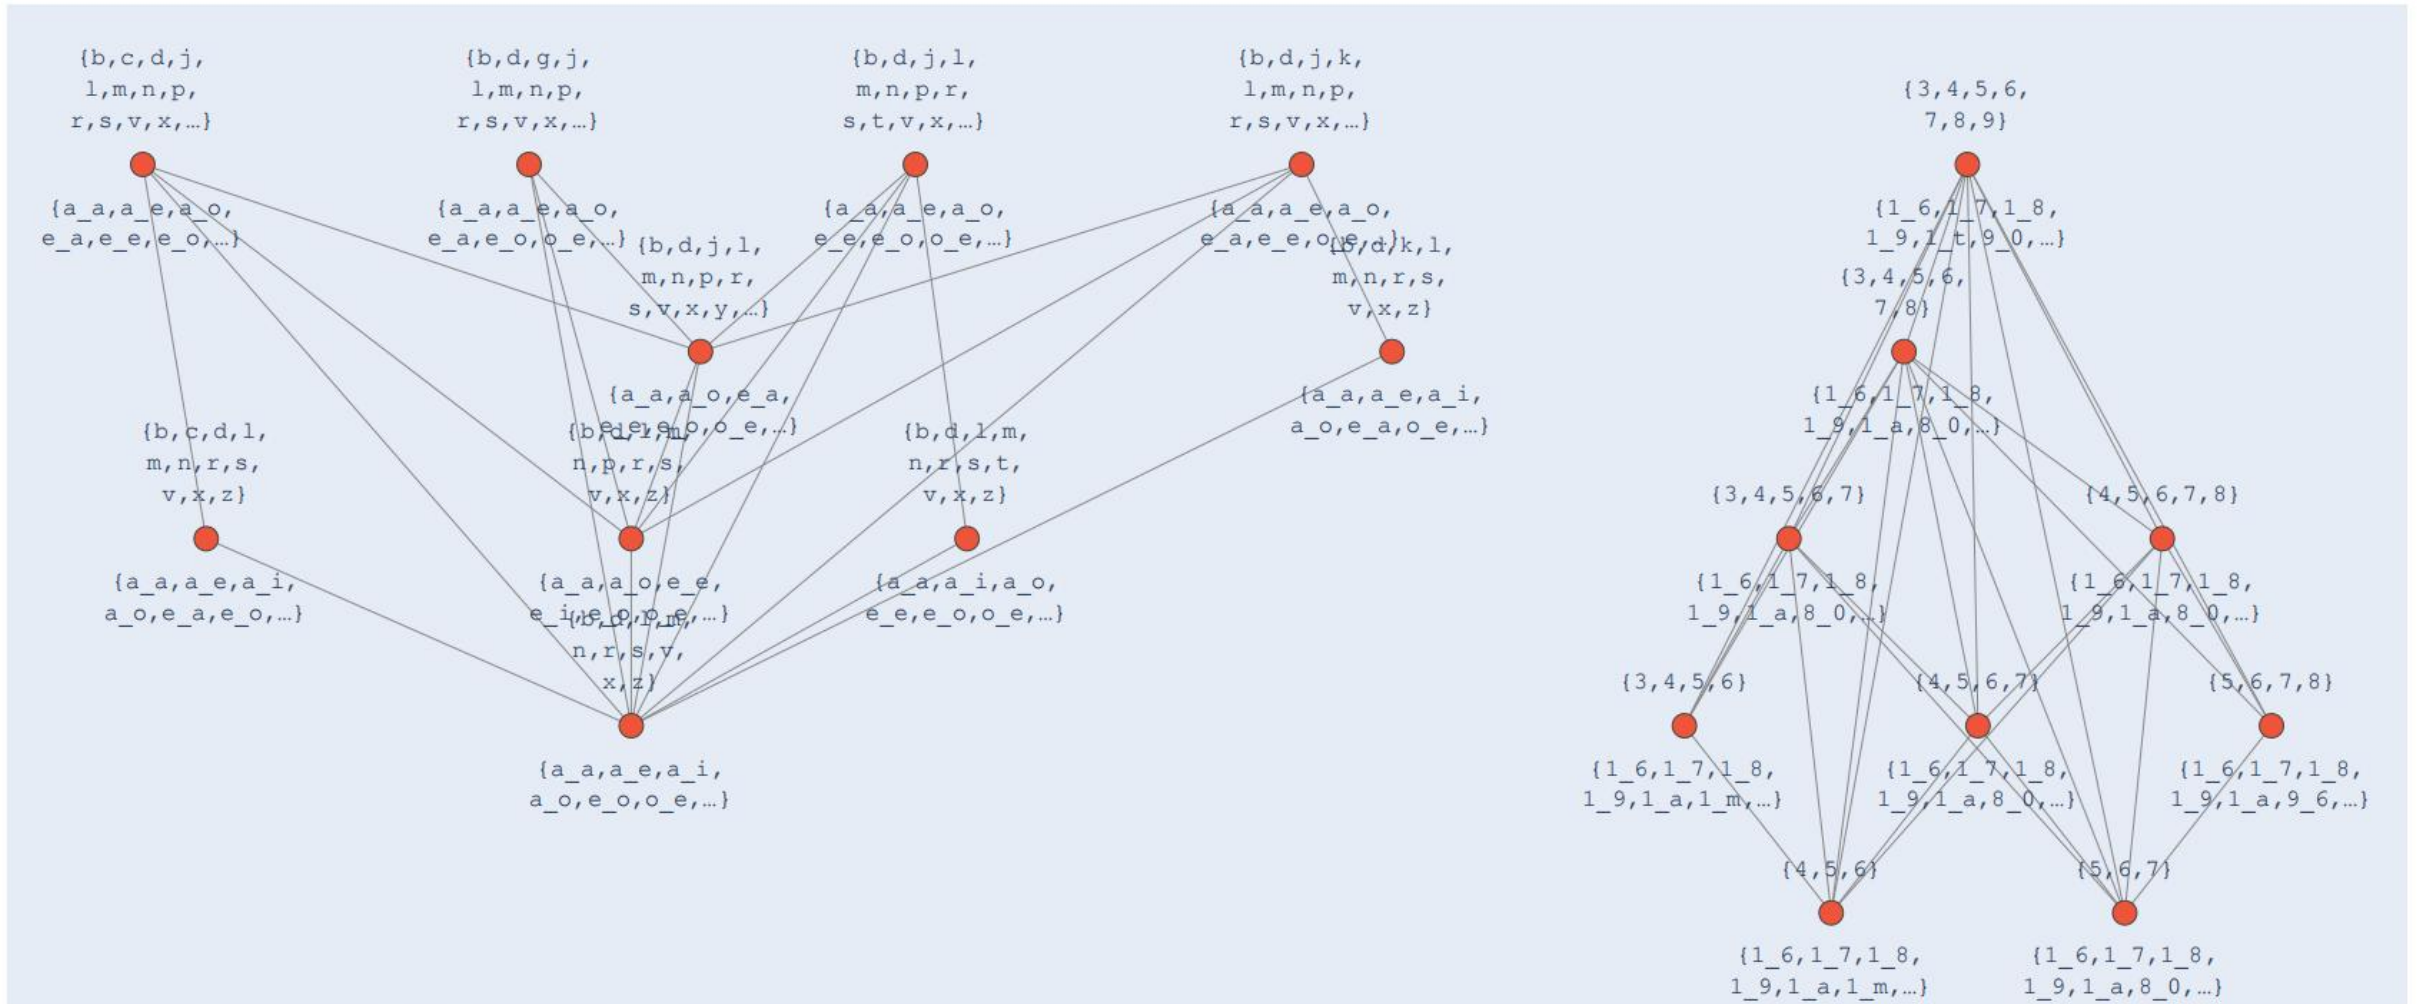 {b,c,d,j,
l,m,n,p,
r,s,v,x,…}
{a_a,a_e,a_o,
e_a,e_e,e_o,…}
{b,d,g,j,
l,m,n,p,
r,s,v,x,…}
{a_a,a_e,a_o,
e_a,e_o,o_e,…}
{b,d,j,l,
m,n,p,r,
s,t,v,x,…}
{a_a,a_e,a_o,
e_e,e_o,o_e,…}
{b,d,j,k,
l,m,n,p,
r,s,v,x,…}
{a_a,a_e,a_o,
e_a,e_e,o_e,…}
{3,4,5,6,
7,8,9}
{1_6,1_7,1_8,
1_9,1_t,9_0,…}
{b,d,j,l,
m,n,p,r,
s,v,x,y,…}
{a_a,a_o,e_a,
e_e,e_o,o_e,…}
{b,d,k,l,
m,n,r,s,
v,x,z}
{a_a,a_e,a_i,
a_o,e_a,o_e,…}
{3,4,5,6,
7,8}
{1_6,1_7,1_8,
1_9,1_a,8_0,…}
{b,c,d,l,
m,n,r,s,
v,x,z}
{a_a,a_e,a_i,
a_o,e_a,e_o,…}
{b,d,l,m,
n,p,r,s,
v,x,z}
{a_a,a_o,e_e,
e_i,e_o,o_e,…}
{b,d,l,m,
n,r,s,t,
v,x,z}
{a_a,a_i,a_o,
e_e,e_o,o_e,…}
{3,4,5,6,7}
{1_6,1_7,1_8,
1_9,1_a,8_0,…}
{4,5,6,7,8}
{1_6,1_7,1_8,
1_9,1_a,8_0,…}
{b,d,l,m,
n,r,s,v,
x,z}
{a_a,a_e,a_i,
a_o,e_o,o_e,…}
{3,4,5,6}
{1_6,1_7,1_8,
1_9,1_a,1_m,…}
{4,5,6,7}
{1_6,1_7,1_8,
1_9,1_a,8_0,…}
{5,6,7,8}
{1_6,1_7,1_8,
1_9,1_a,9_6,…}
{4,5,6}
{1_6,1_7,1_8,
1_9,1_a,1_m,…}
{5,6,7}
{1_6,1_7,1_8,
1_9,1_a,8_0,…}